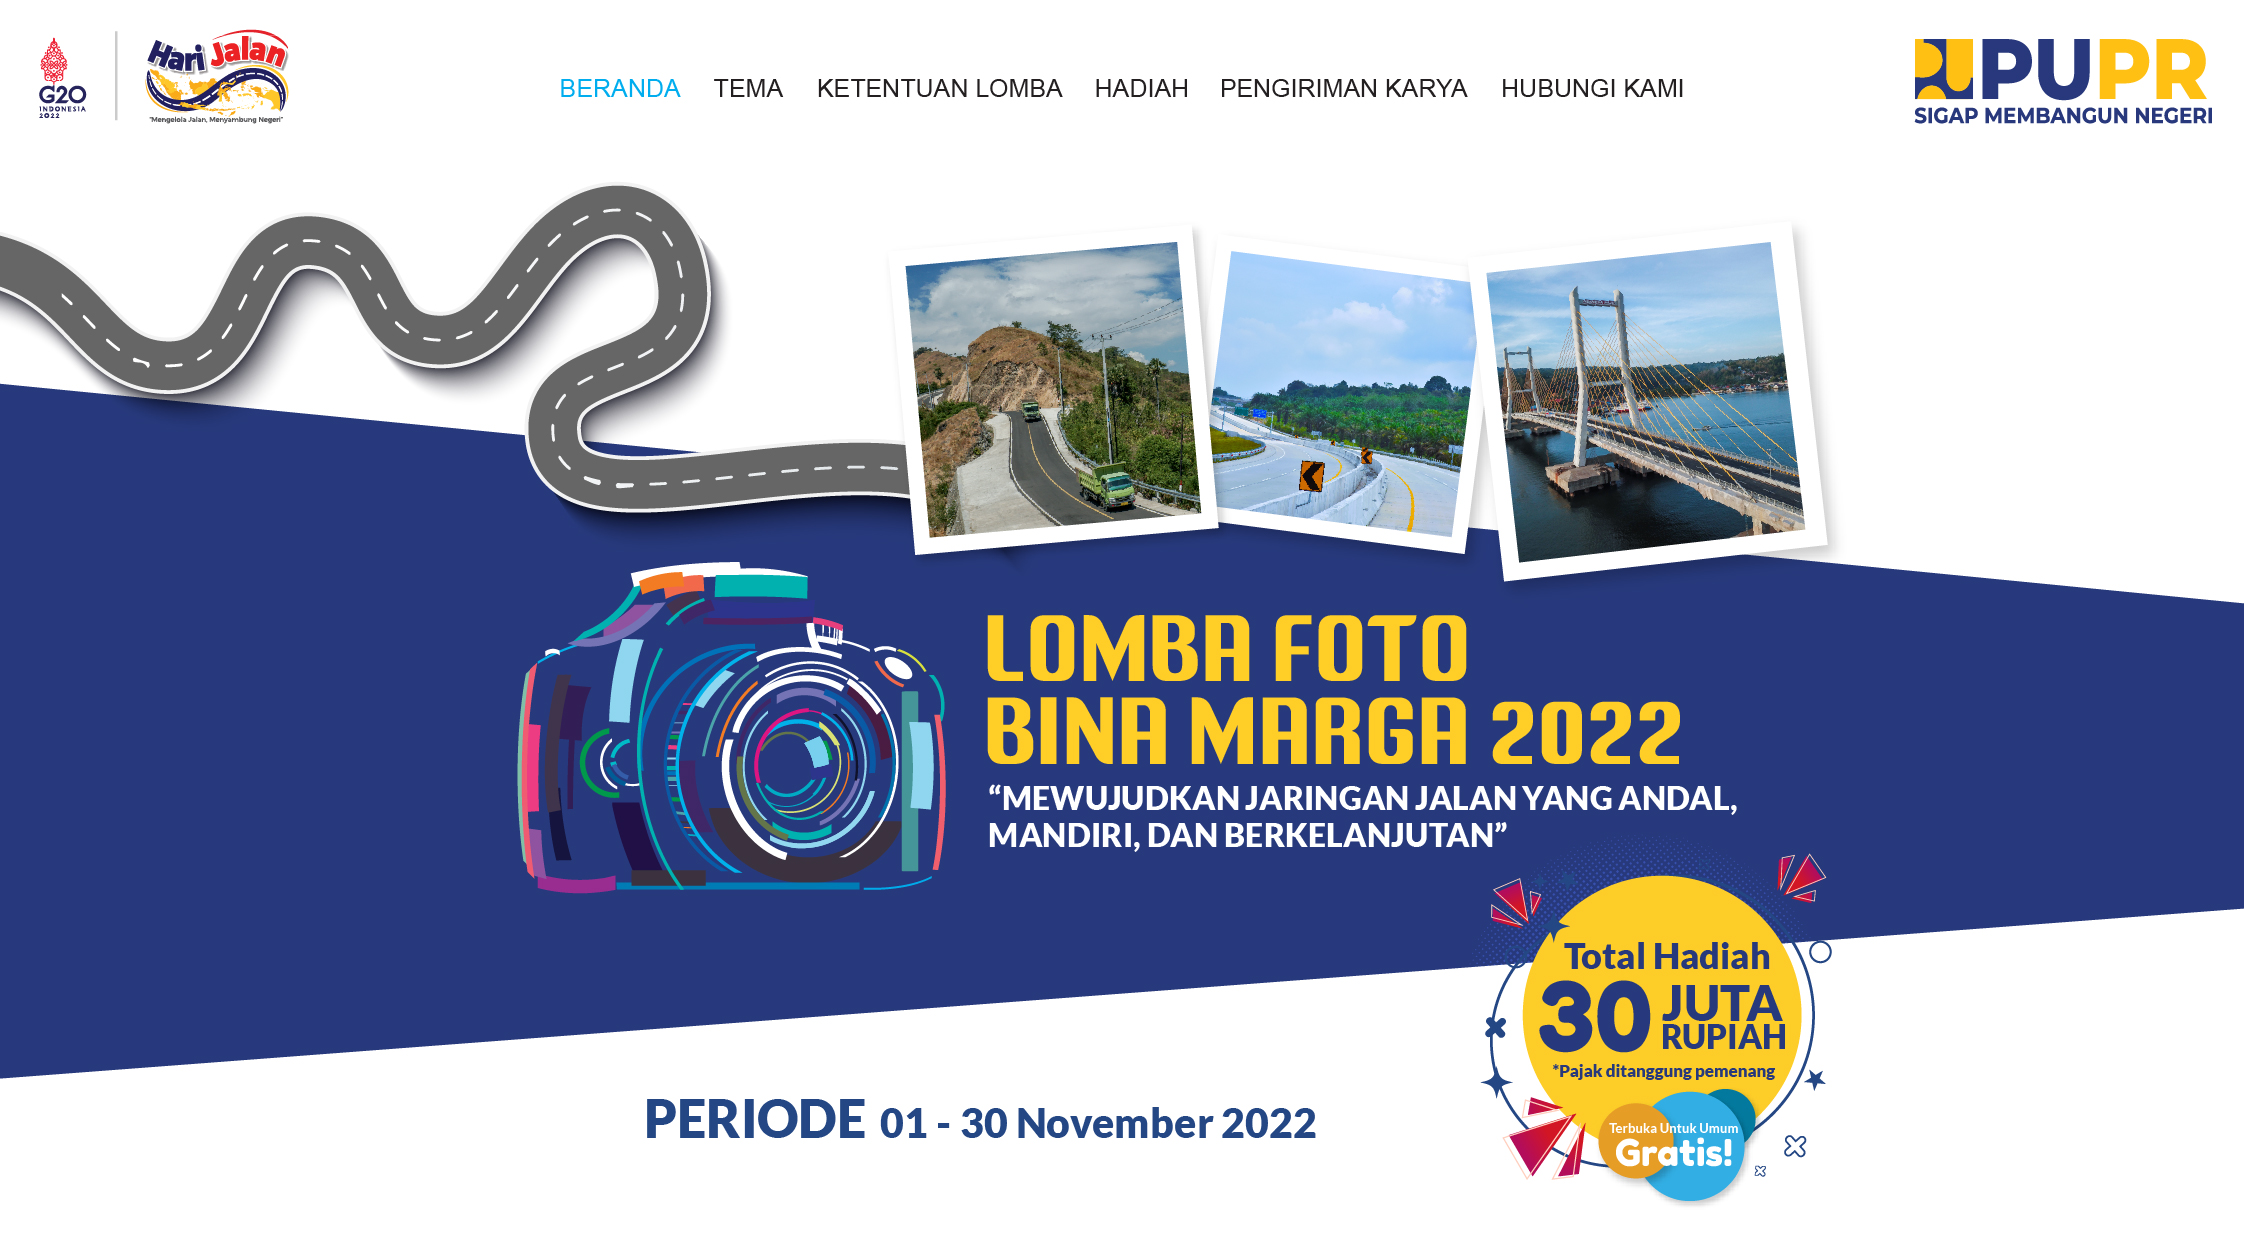 G20
INDONESIA
2022
Hari Jalan
"Mengelola Jalan, Menyambung Negeri"
BERANDA TEMA KETENTUAN LOMBA HADIAH PENGIRIMAN KARYA HUBUNGI KAMI
PUPR
SIGAP MEMBANGUN NEGERI
LOMBA FOTO
BINA MARGA 2022
“MEWUJUDKAN JARINGAN JALAN YANG ANDAL,
MANDIRI, DAN BERKELANJUTAN”
Total Hadiah
30 JUTA
RUPIAH
*Pajak ditanggung pemenang
Terbuka Untuk Umum
Gratis!
PERIODE 01 - 30 November 2022